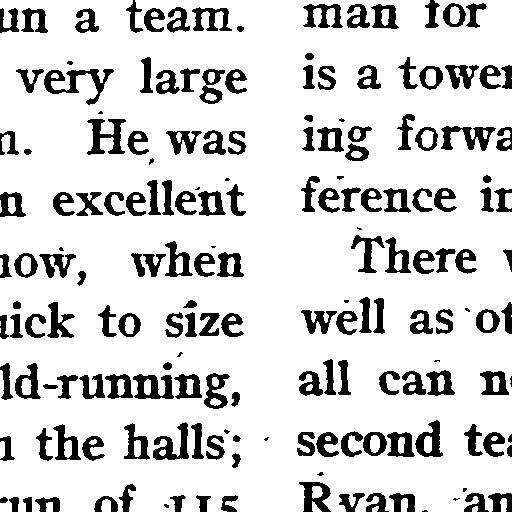 un a team.
very large
n. He was
n excellent
now, when
uick to size
ld-running,
n the halls;
run of 115
man for
is a tower
ing forwa
ference in
There w
well as ot
all can n
second tea
Ryan, an